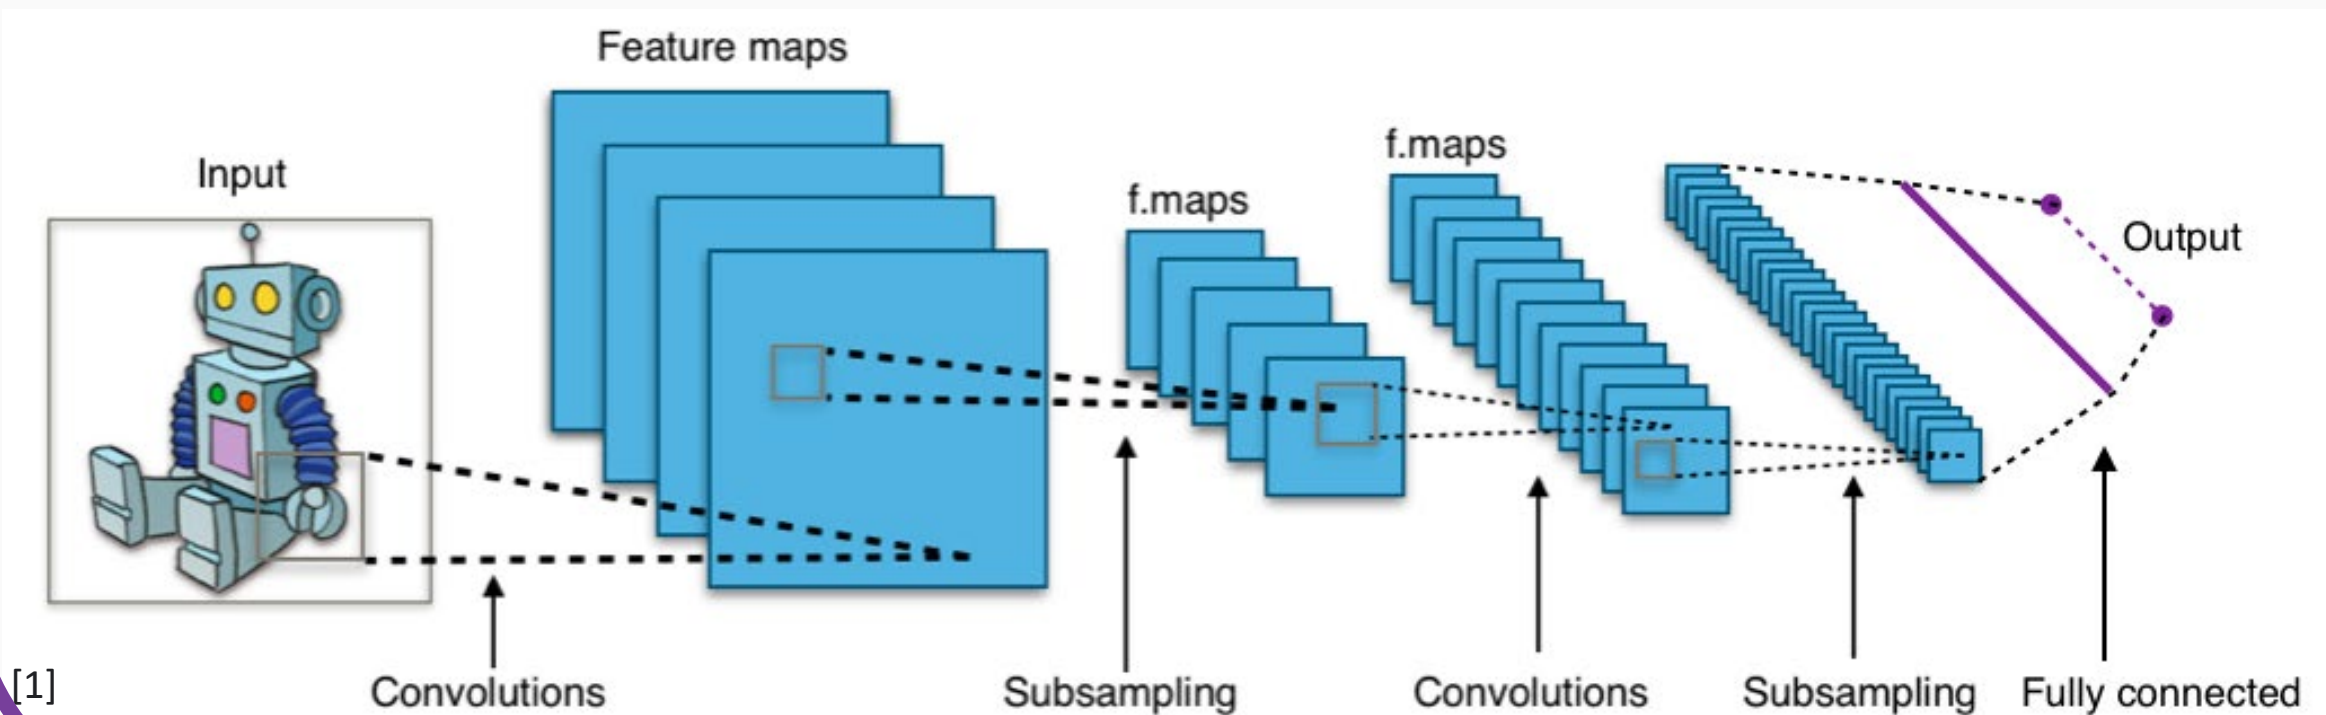 Feature maps
f.maps
Input
f.maps
Output
[1]
Convolutions
Subsampling
Convolutions
Subsampling
Fully connected